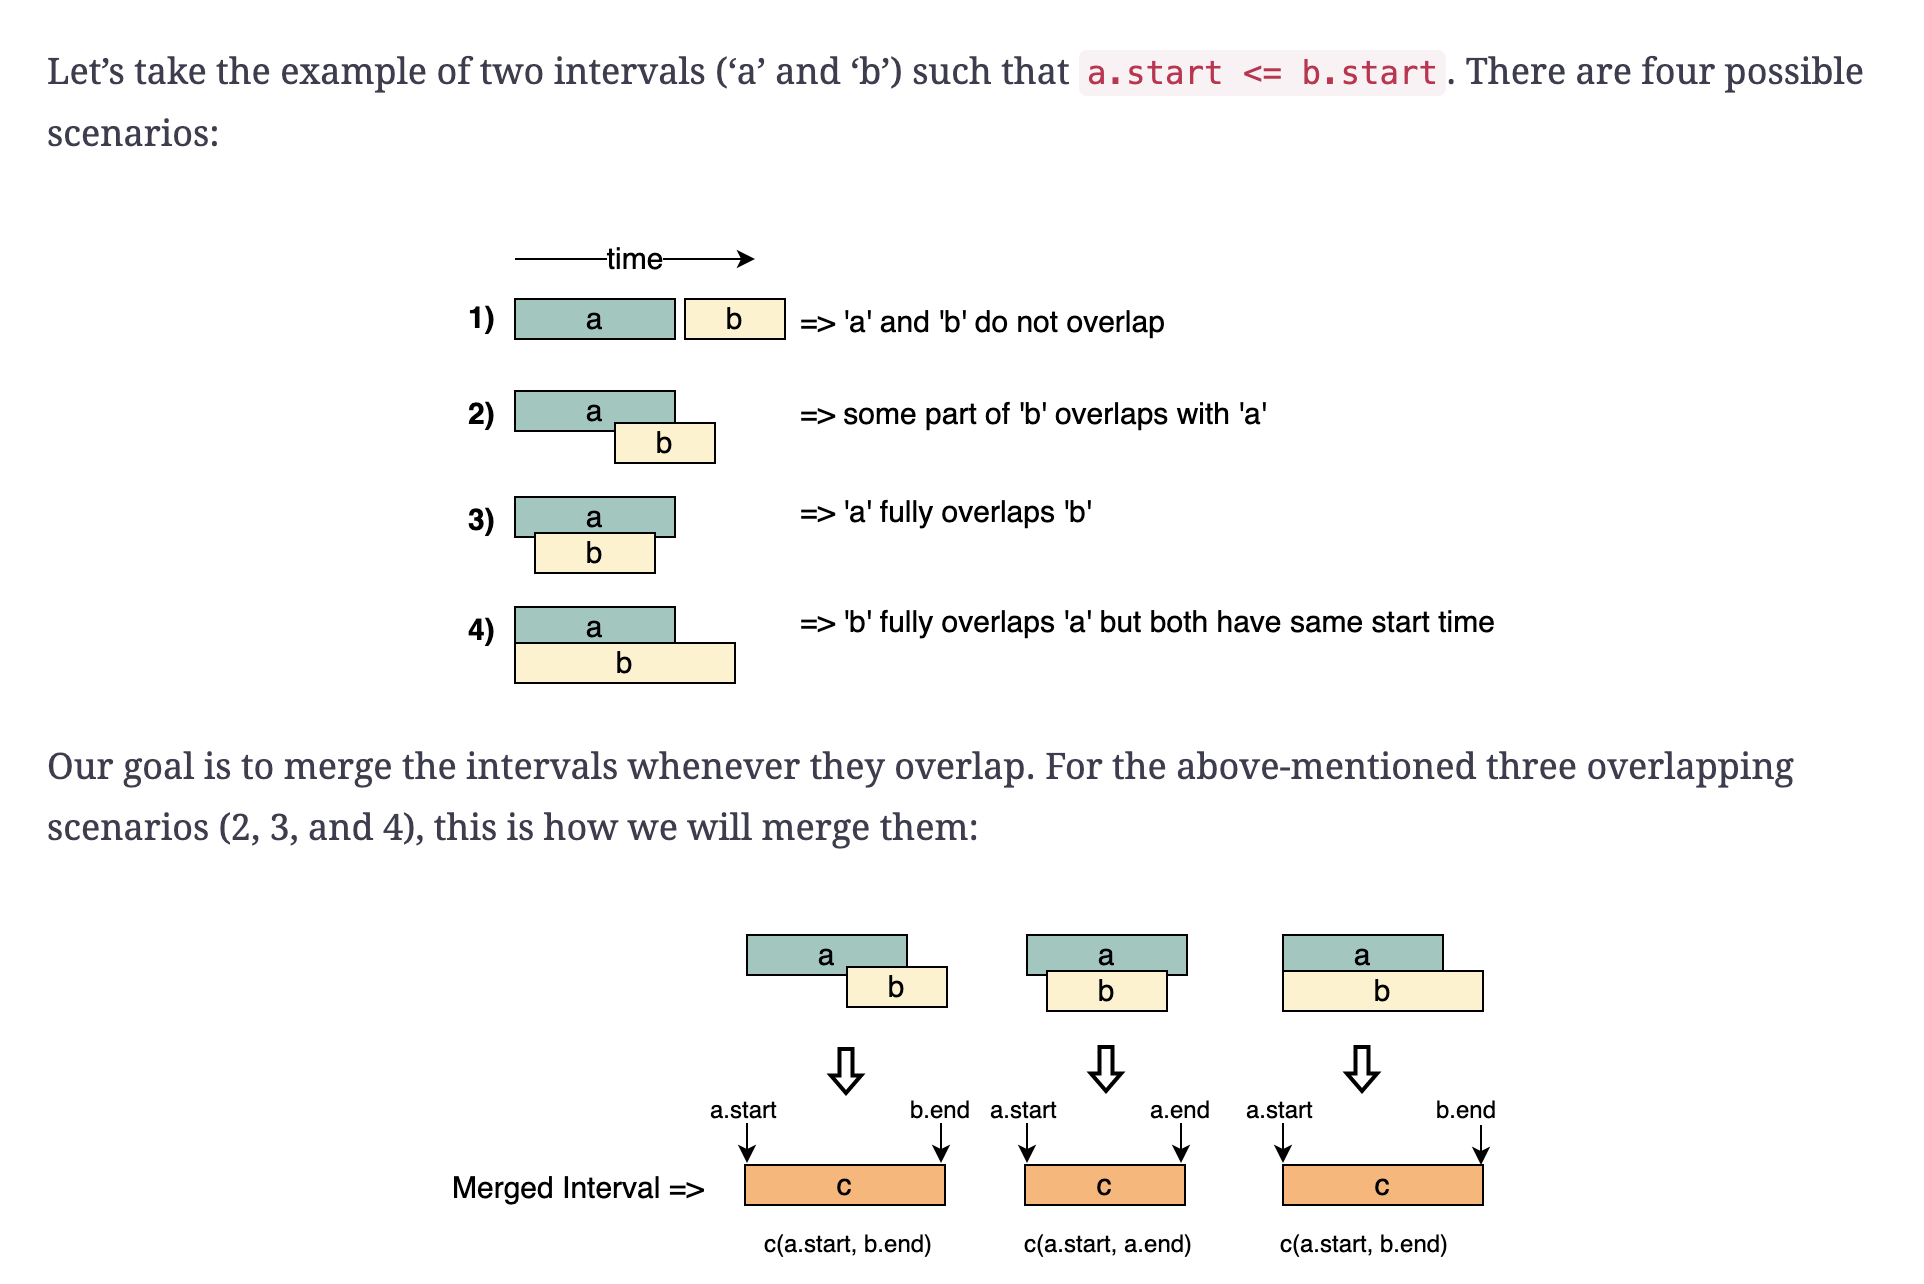 Let’s take the example of two intervals (‘a’ and ‘b’) such that a.start <= b.start. There are four possible
scenarios:
time
1) a b => 'a' and 'b' do not overlap
2) a => some part of 'b' overlaps with 'a'
b
3) a => 'a' fully overlaps 'b'
b
4) a => 'b' fully overlaps 'a' but both have same start time
b
Our goal is to merge the intervals whenever they overlap. For the above-mentioned three overlapping
scenarios (2, 3, and 4), this is how we will merge them:
a a a
b b b
a.start b.end a.start a.end a.start b.end
Merged Interval => c c c
c(a.start, b.end) c(a.start, a.end) c(a.start, b.end)